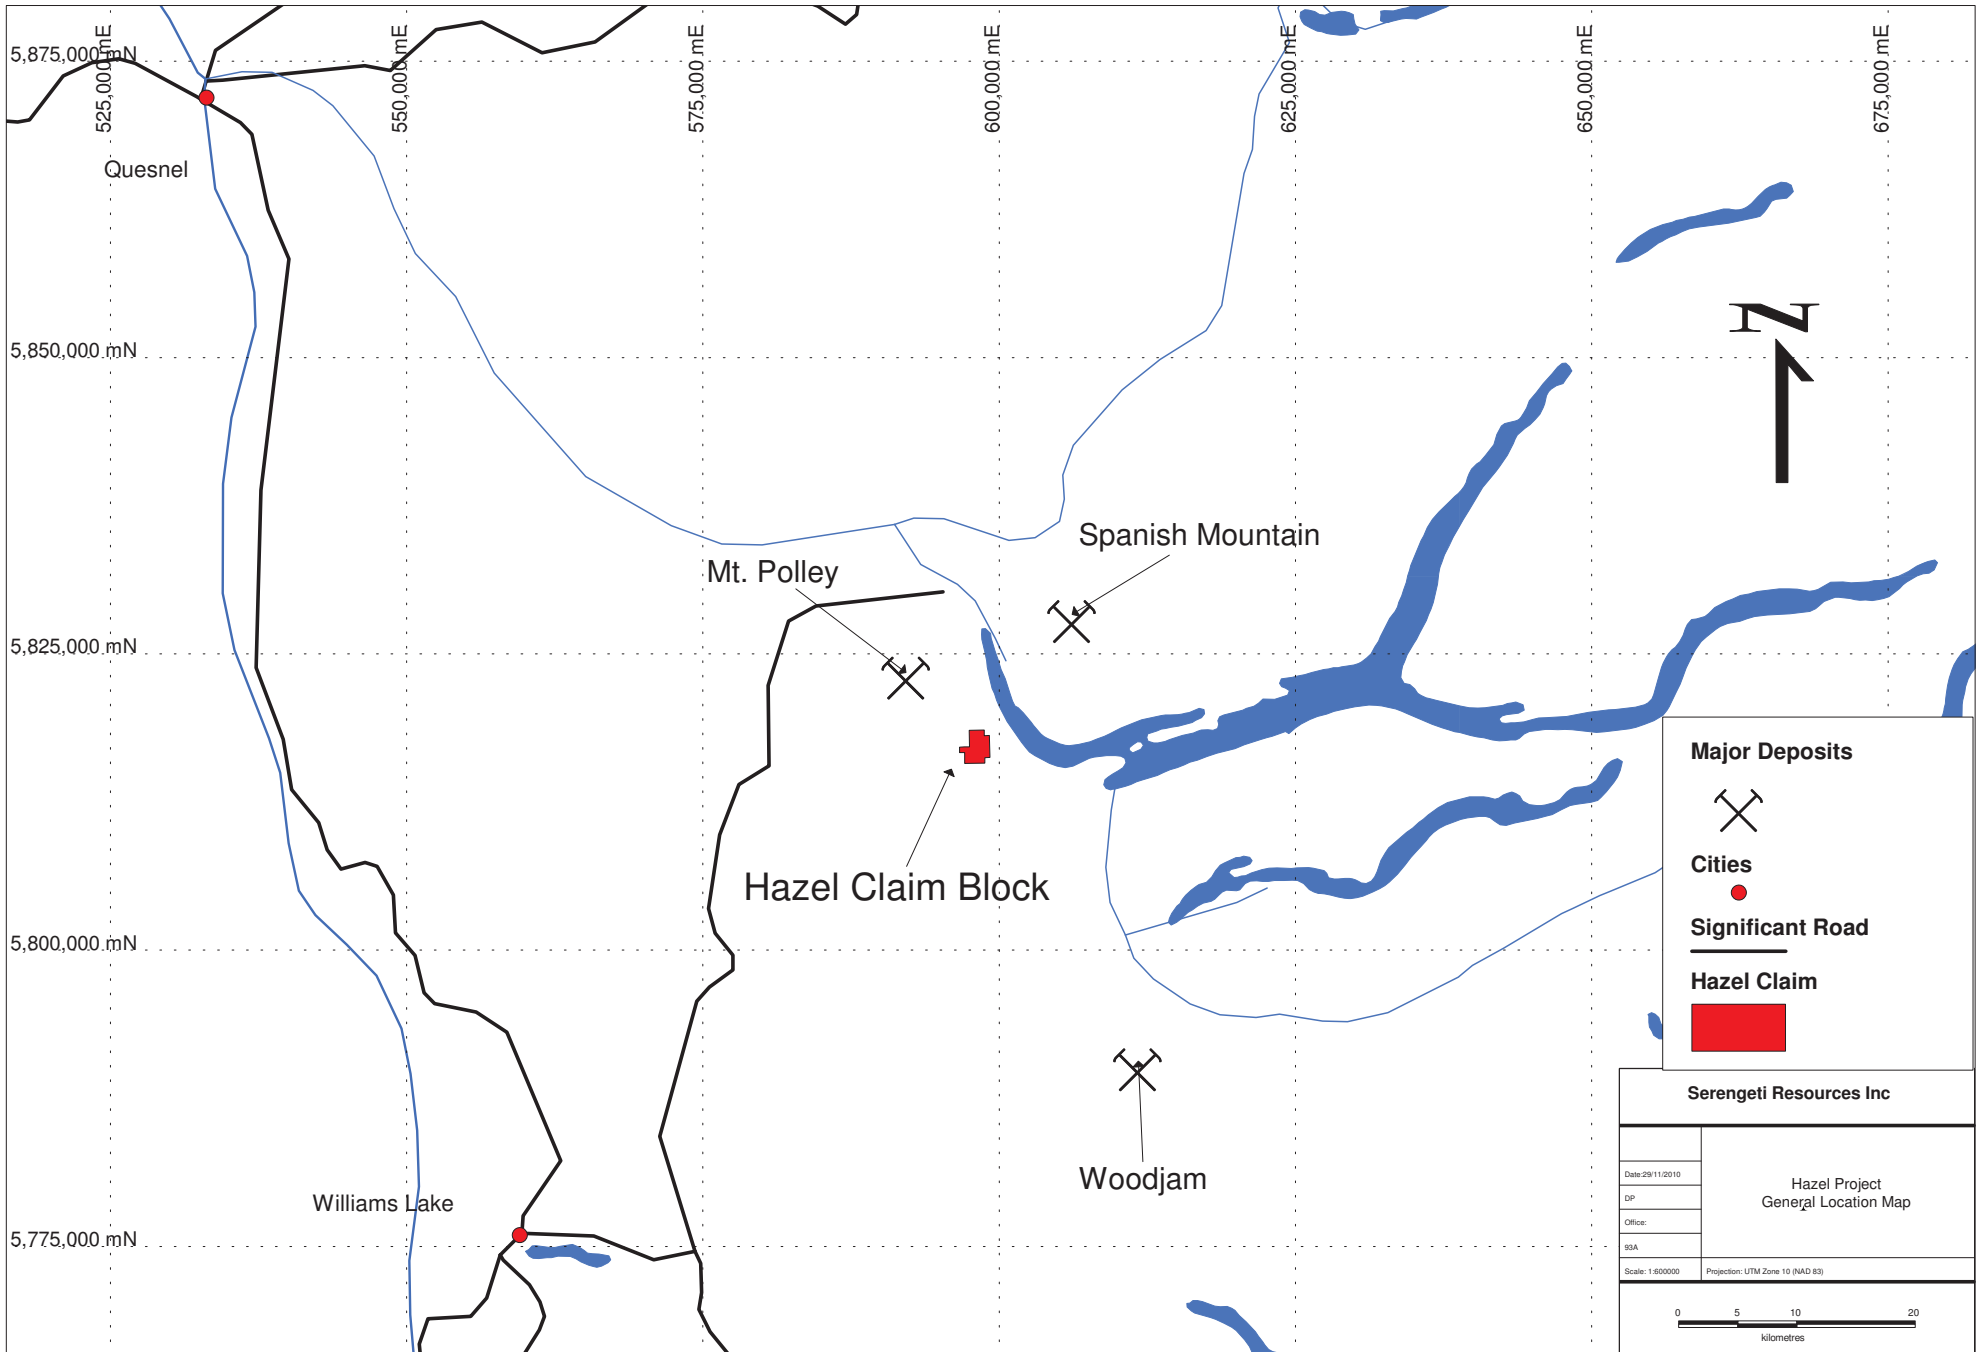 5,875,000 mN
525,000 mE
550,000 mE
575,000 mE
600,000 mE
625,000 mE
650,000 mE
675,000 mE
Quesnel
N
5,850,000 mN
Spanish Mountain
Mt. Polley
5,825,000 mN
Hazel Claim Block
5,800,000 mN
Woodjam
Williams Lake
5,775,000 mN
Major Deposits
Cities
Significant Road
Hazel Claim
Serengeti Resources Inc
Date:29/11/2010
DP
Office:
93A
Scale: 1:600000
Hazel Project
General Location Map
Projection: UTM Zone 10 (NAD 83)
0 5 10 20
kilometres